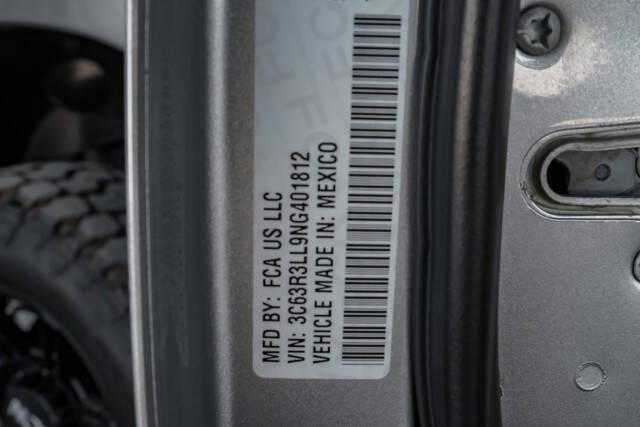 MFD BY: FCA US LLC
VIN: 3C63R3LL9NG401812
VEHICLE MADE IN: MEXICO